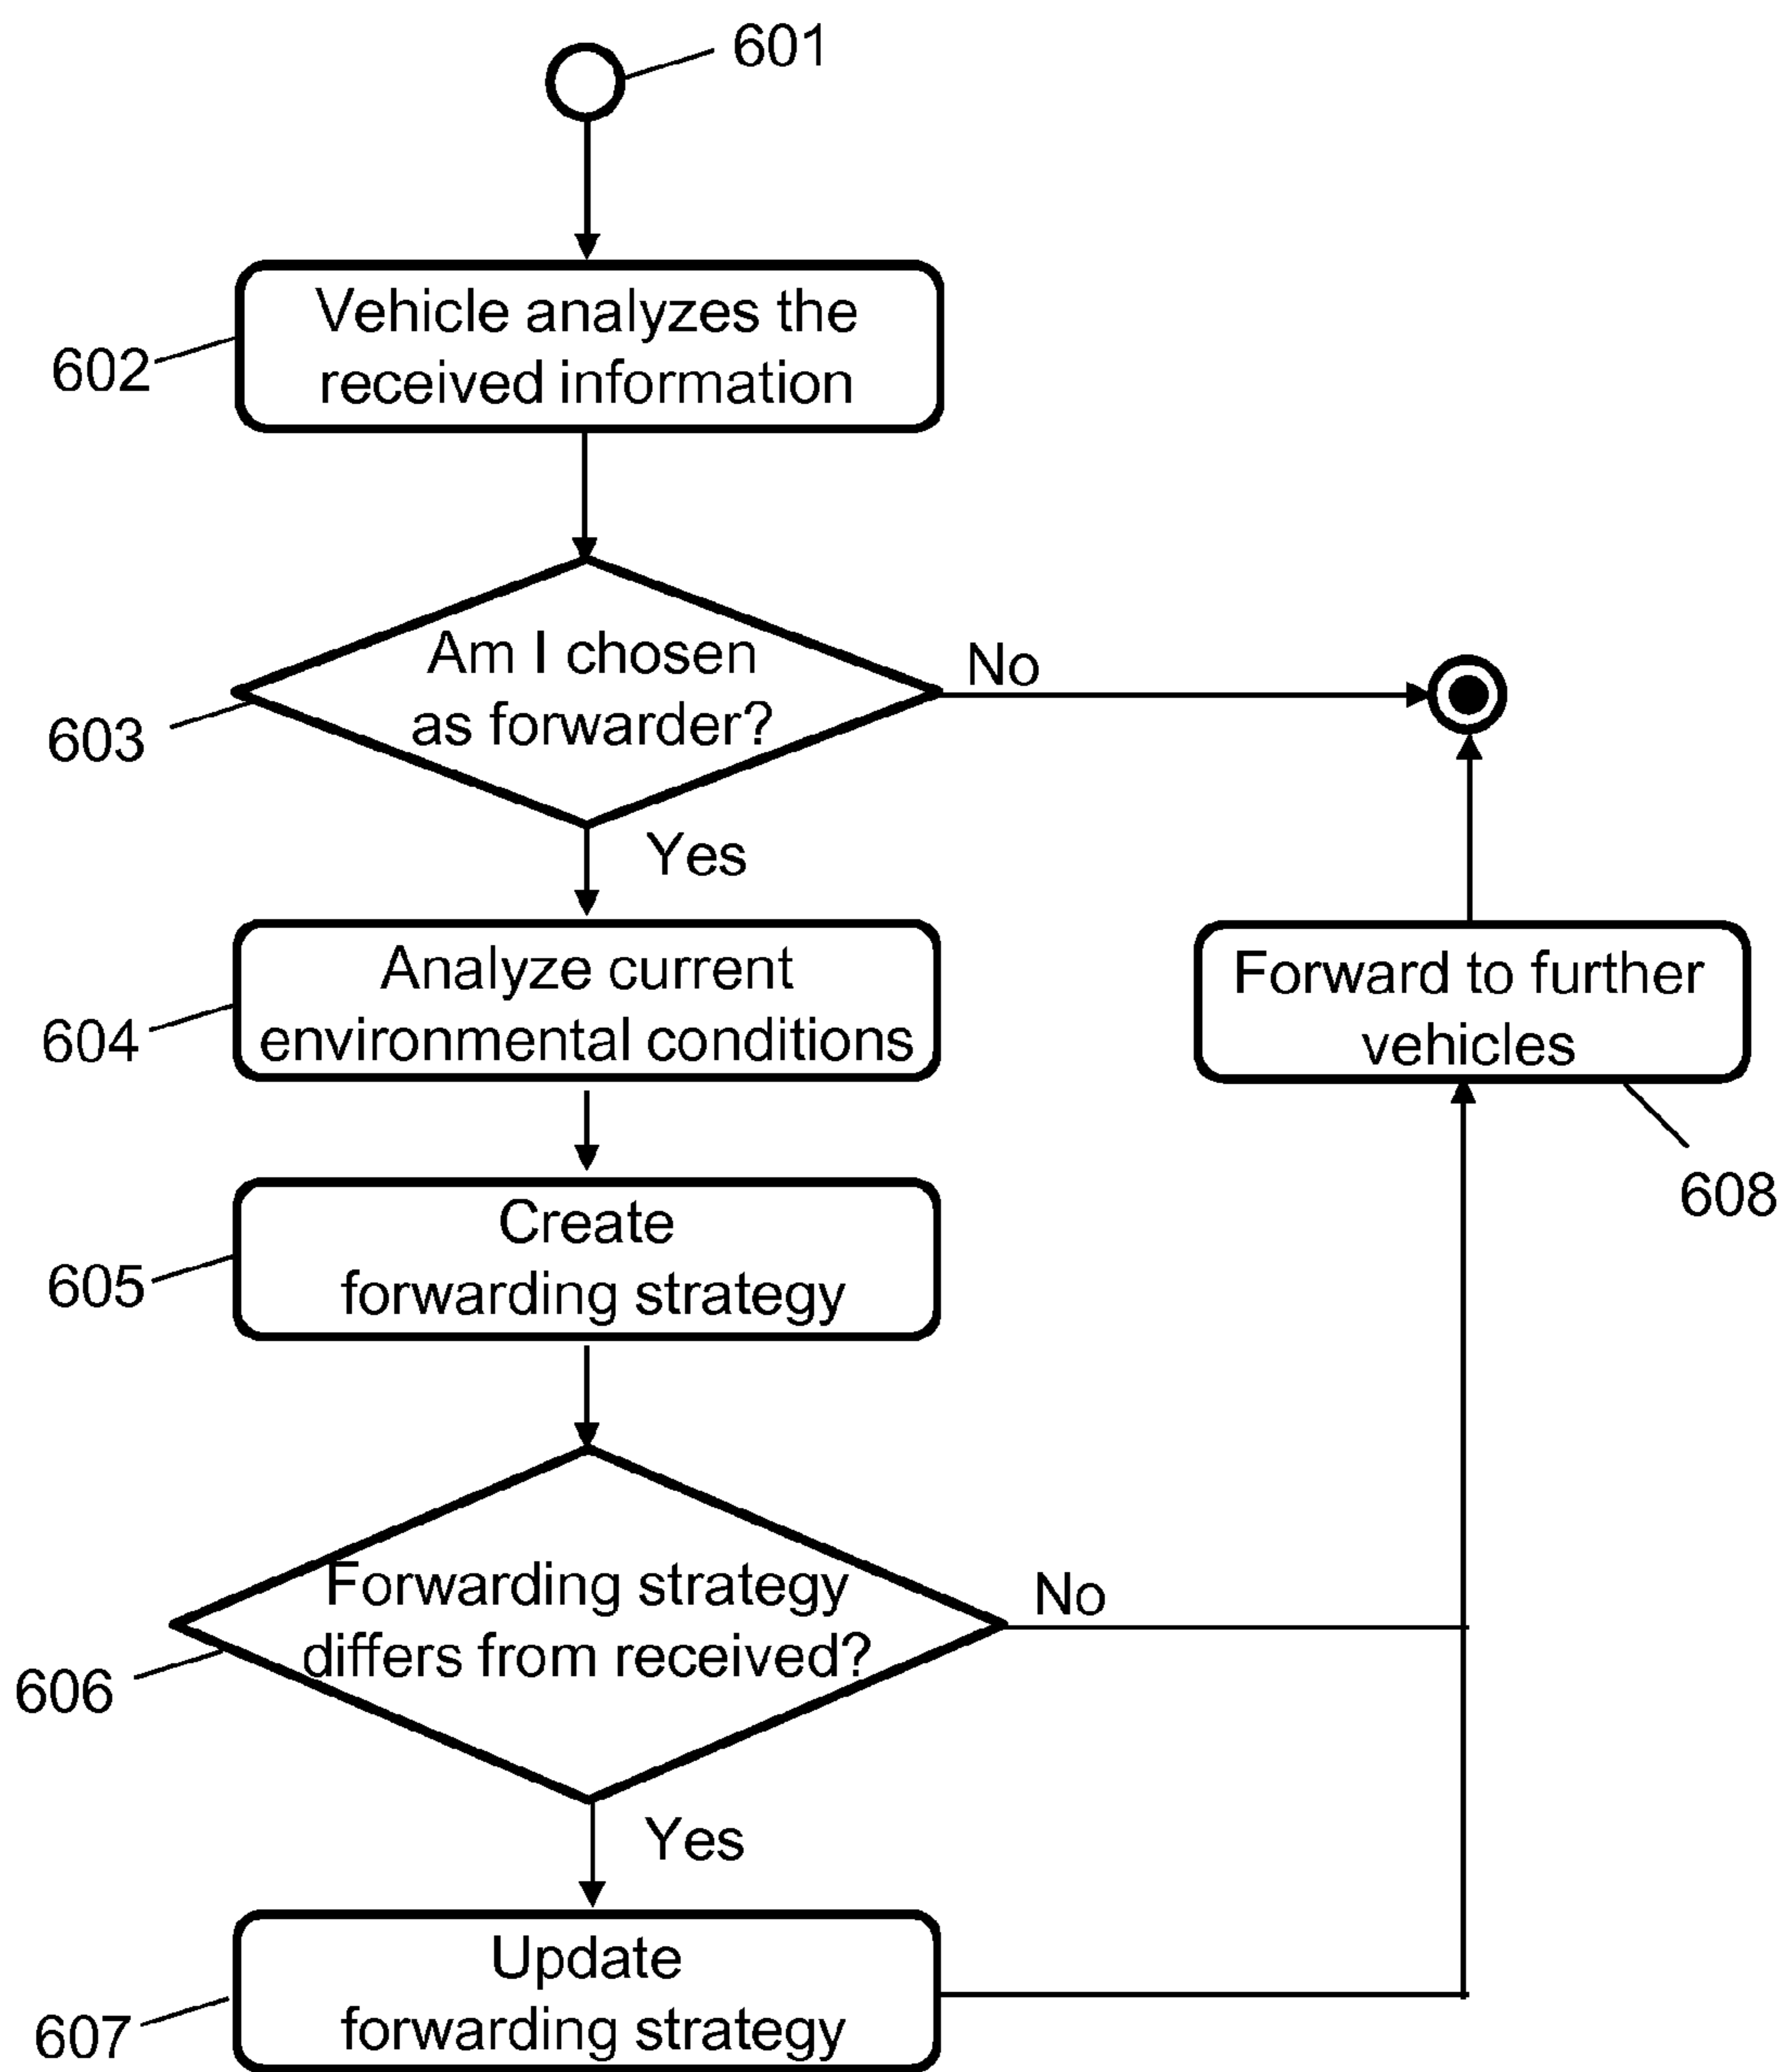 601
Vehicle analyzes the
received information
602
Am I chosen
as forwarder?
No
603
Yes
Analyze current
environmental conditions
604
Forward to further
vehicles
608
Create
forwarding strategy
605
Forwarding strategy
differs from received?
No
606
Yes
Update
forwarding strategy
607